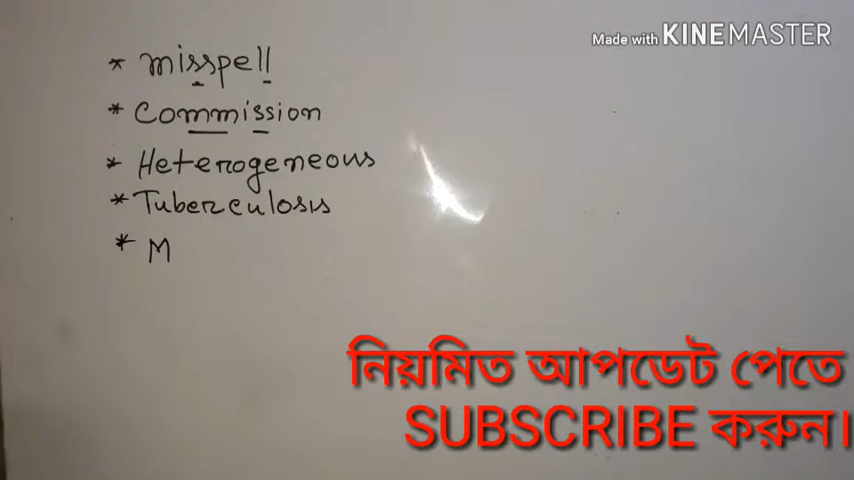 Made with KINEMASTER
* misspell
* Commission
* Heterogeneous
* Tuberculosis
* M
নিয়মিত আপডেট পেতে
SUBSCRIBE করুন।